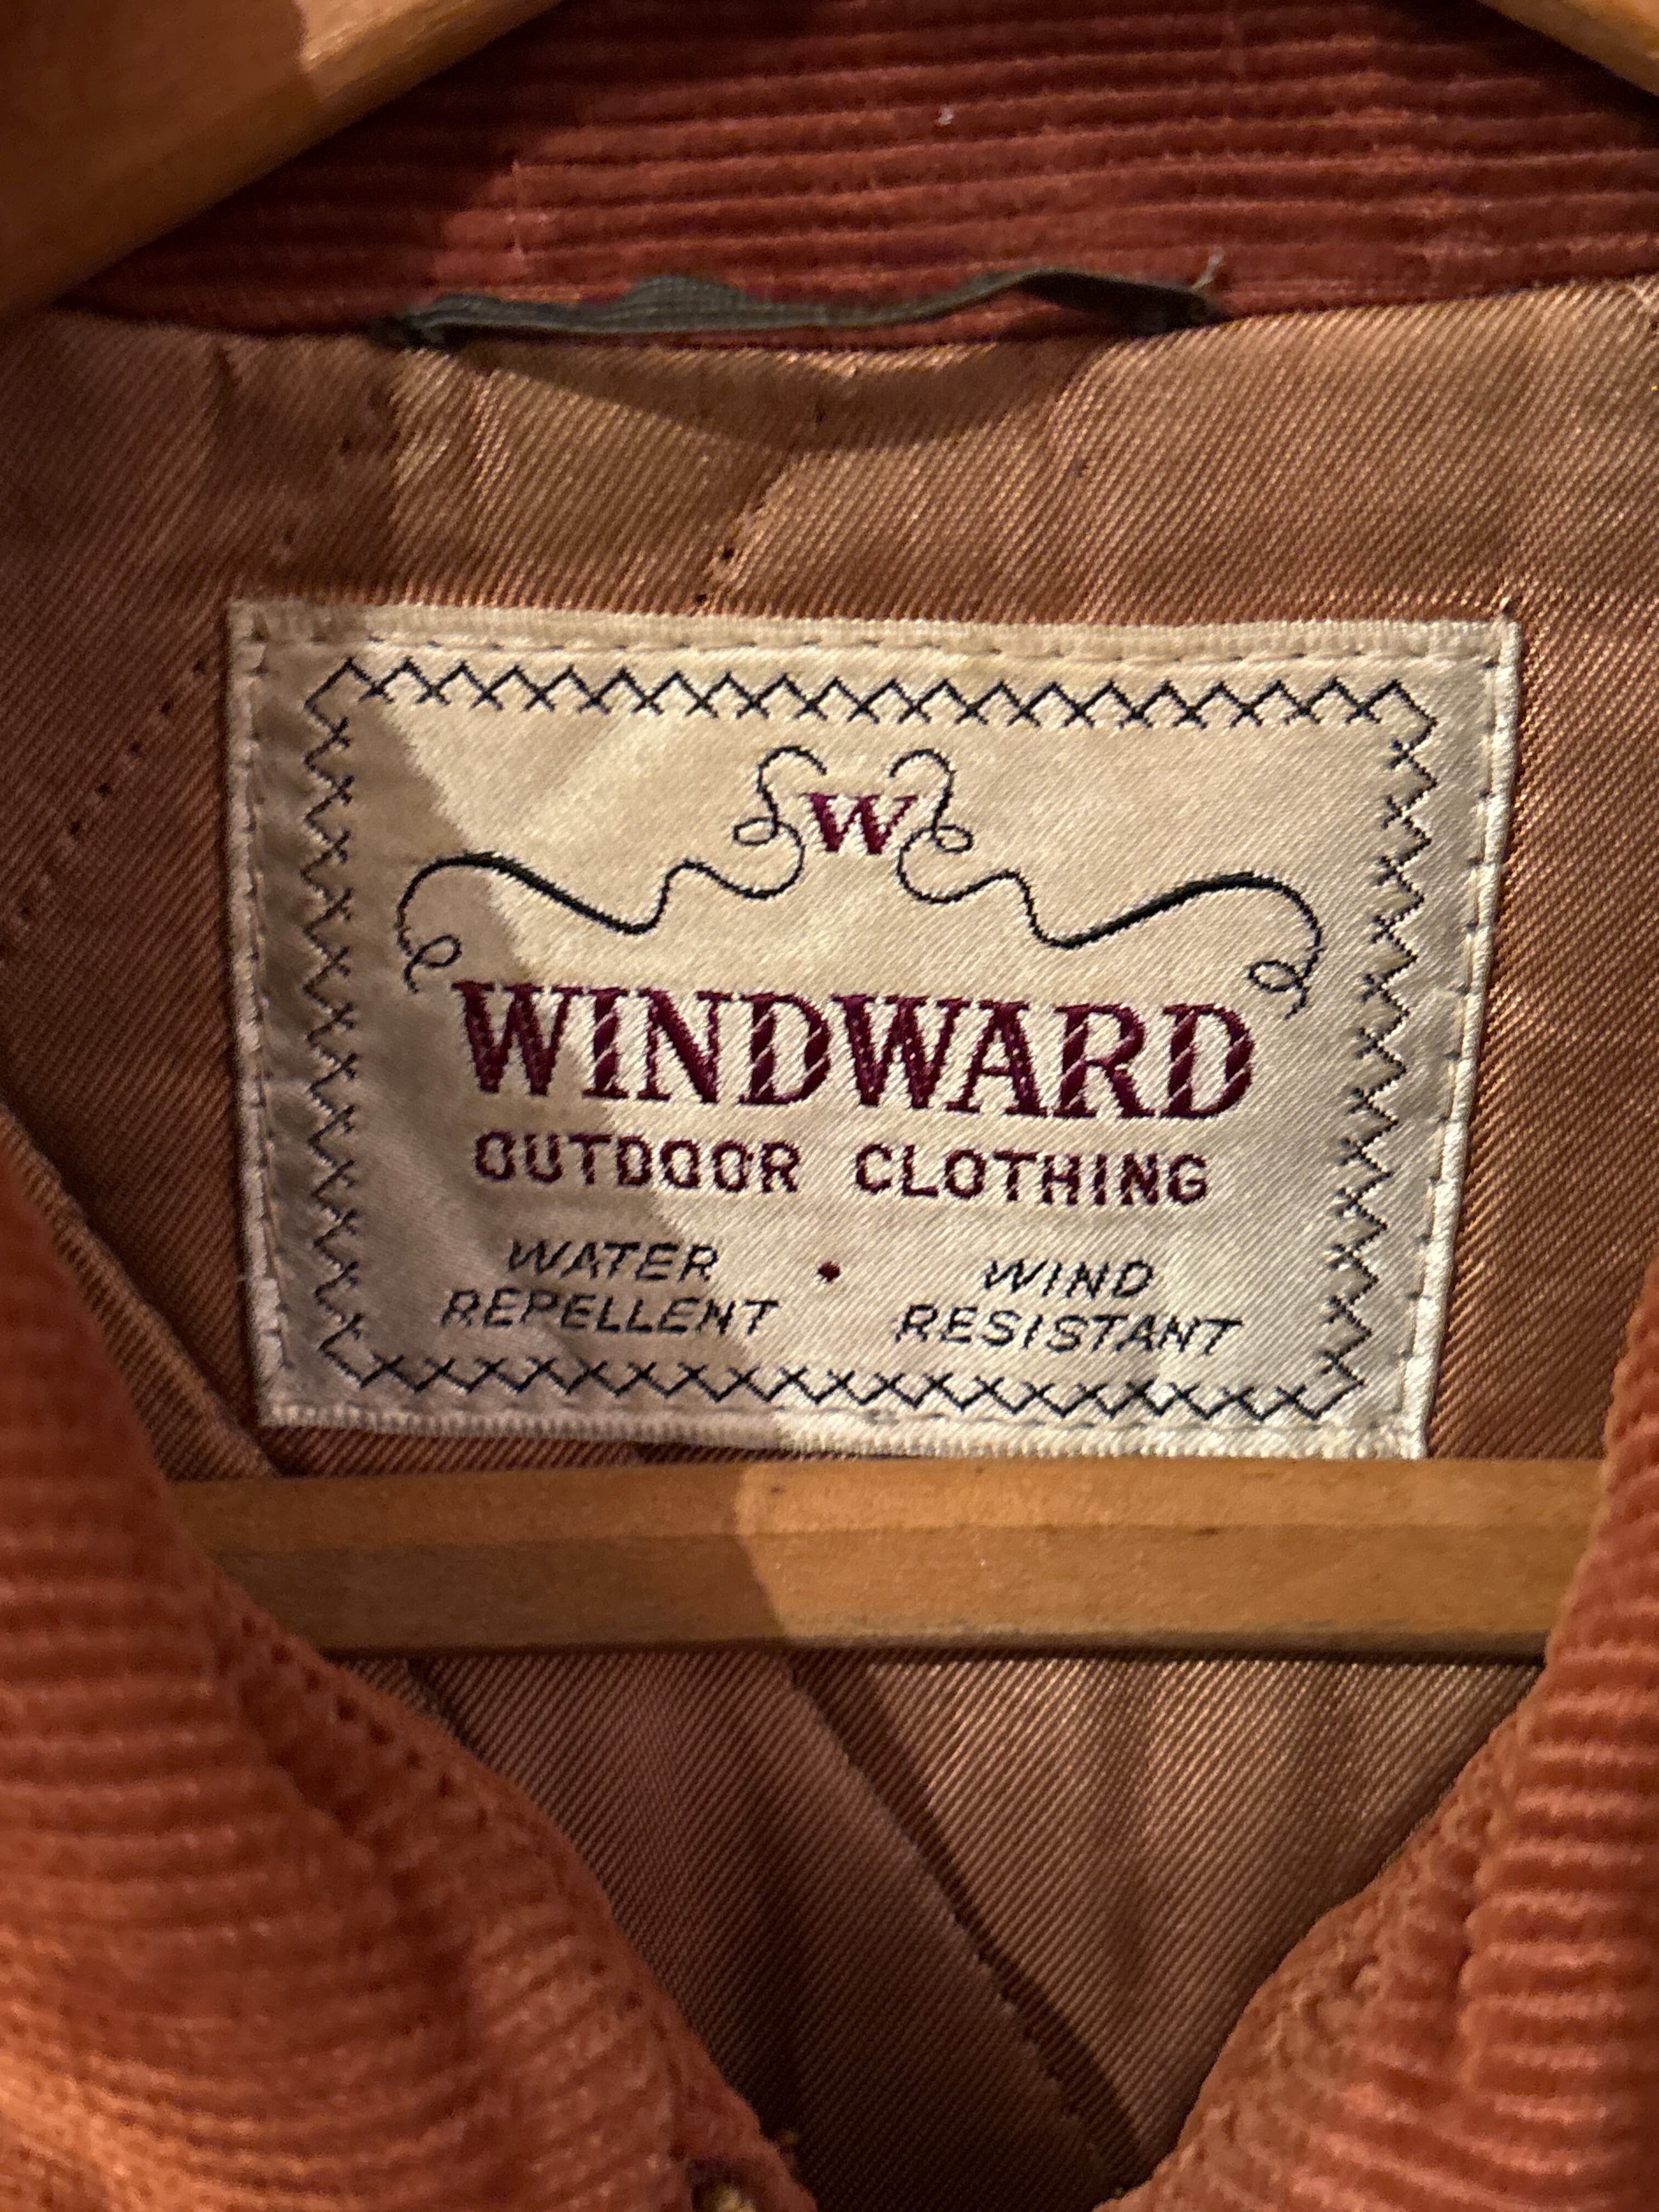 W
WINDWARD
OUTDOOR CLOTHING
WATER
REPELLENT
•
WIND
RESISTANT